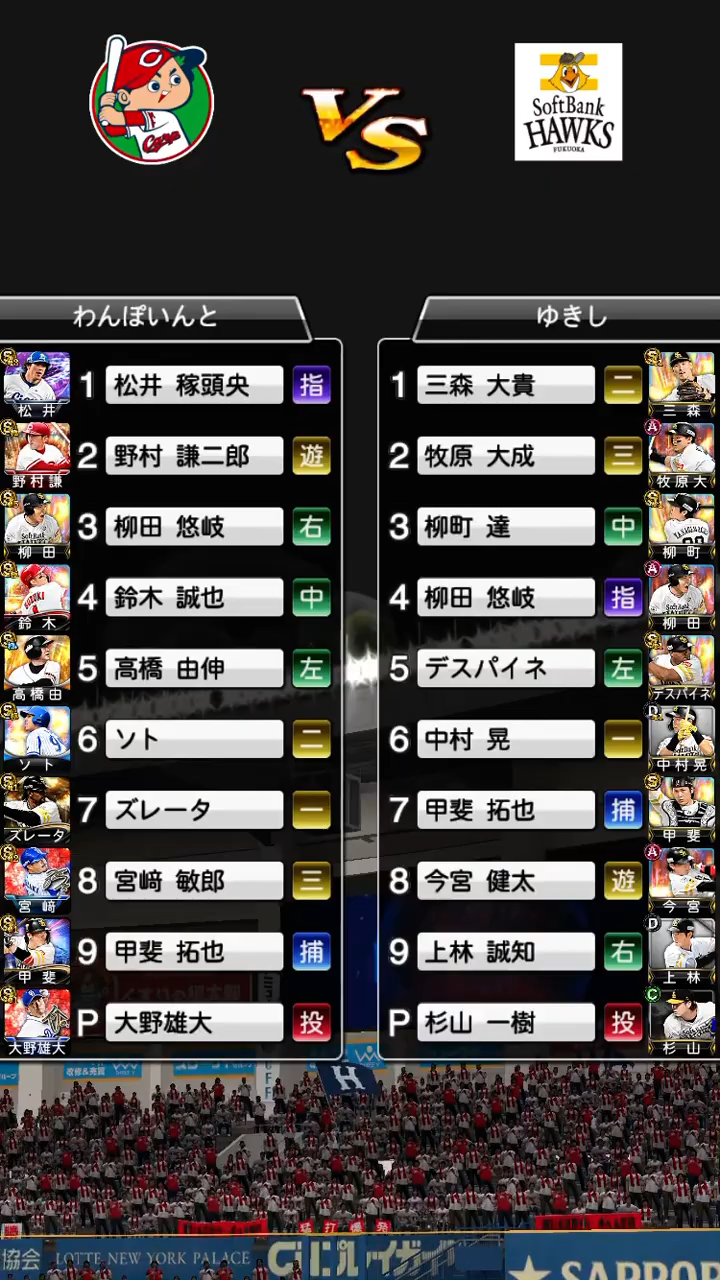 VS
SoftBank
HAWKS
FUKUOKA
わんぽいんと
1 松井 稼頭央 指
2 野村 謙二郎 遊
3 柳田 悠岐 右
4 鈴木 誠也 中
5 高橋 由伸 左
6 ソト 二
7 ズレータ 一
8 宮﨑 敏郎 三
9 甲斐 拓也 捕
P 大野雄大 投
松井
野村謙
柳田
鈴木
高橋由
ソト
ズレータ
宮﨑
甲斐
大野雄大
ゆきし
1 三森 大貴 二
2 牧原 大成 三
3 柳町 達 中
4 柳田 悠岐 指
5 デスパイネ 左
6 中村 晃 一
7 甲斐 拓也 捕
8 今宮 健太 遊
9 上林 誠知 右
P 杉山 一樹 投
三森
牧原大
柳町
柳田
デスパイネ
中村晃
甲斐
今宮
上林
杉山
H
協会
LOTTE NEW YORK PALACE
SAPPOR